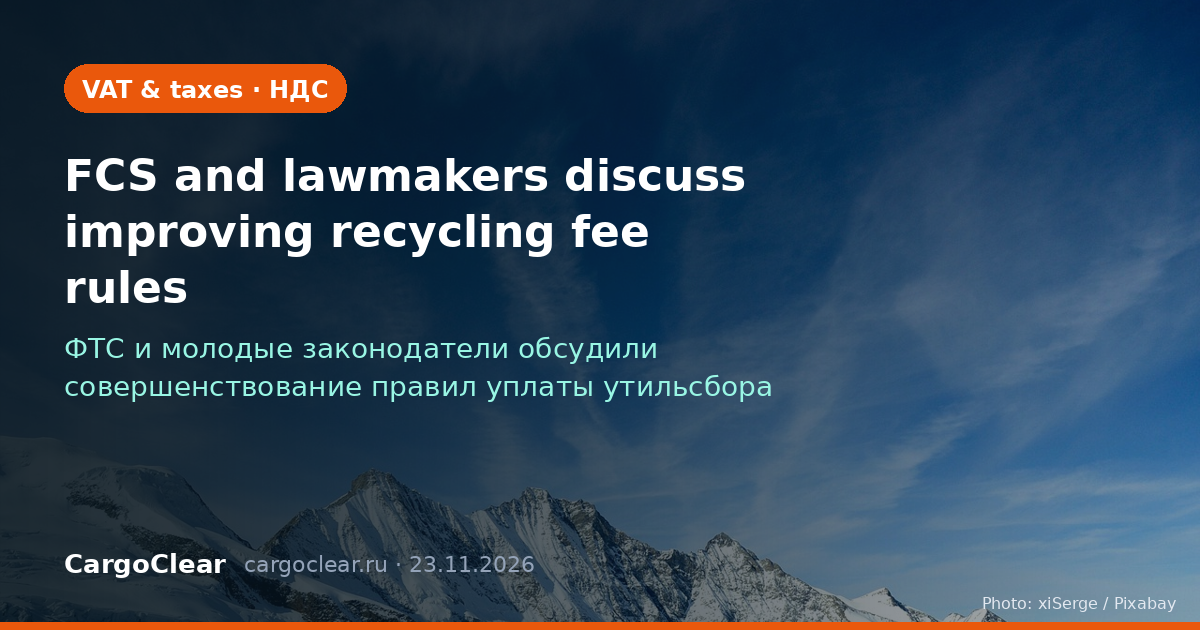 VAT & taxes · НДС
FCS and lawmakers discuss
improving recycling fee
rules
ФТС и молодые законодатели обсудили
совершенствование правил уплаты утильсбора
CargoClear cargoclear.ru · 23.11.2026
Photo: xiSerge / Pixabay